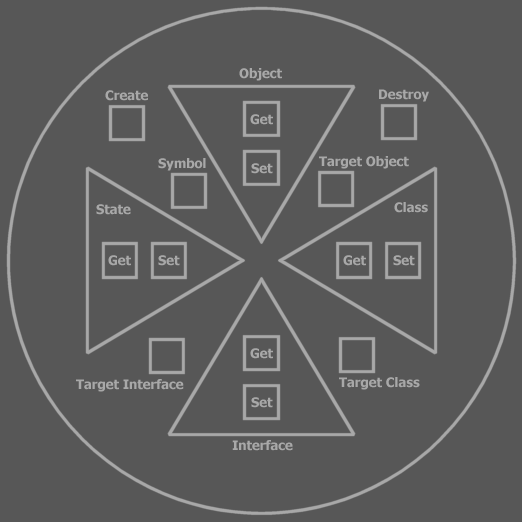 Object
Create
Destroy
Get
Symbol
Set
Target Object
State
Class
Get
Set
Get
Set
Get
Target Interface
Target Class
Set
Interface